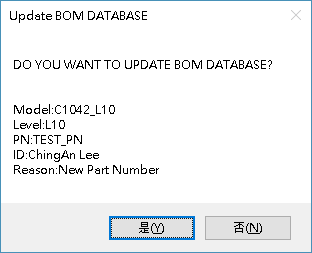 Update BOM DATABASE
DO YOU WANT TO UPDATE BOM DATABASE?
Model:C1042_L10
Level:L10
PN:TEST_PN
ID:ChingAn Lee
Reason:New Part Number
是(Y)
否(N)